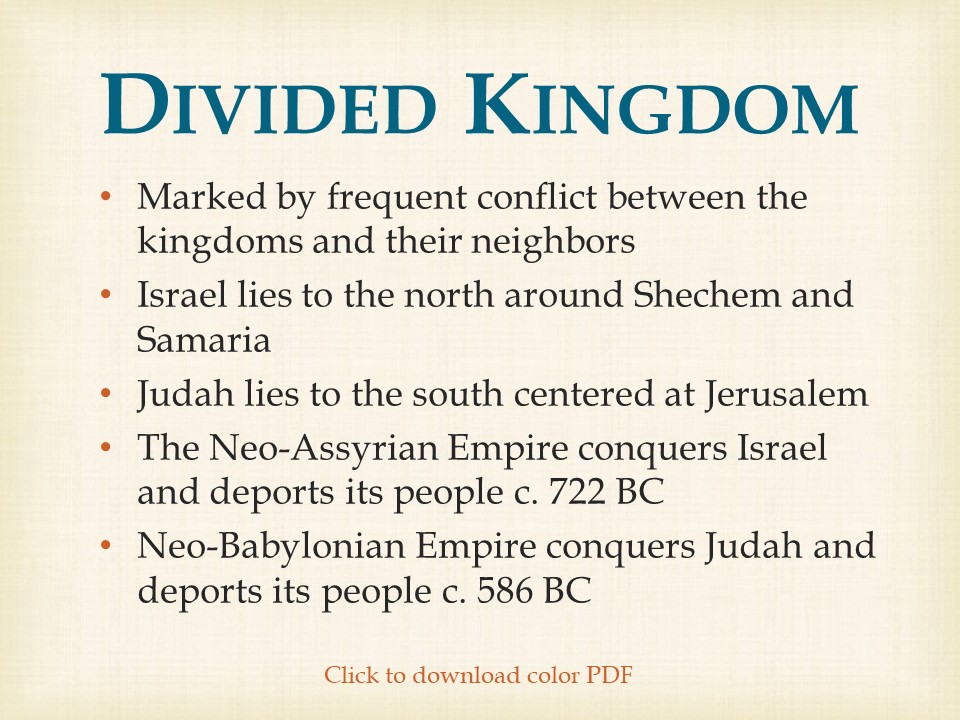 DIVIDED KINGDOM
• Marked by frequent conflict between the
kingdoms and their neighbors
• Israel lies to the north around Shechem and
Samaria
• Judah lies to the south centered at Jerusalem
• The Neo-Assyrian Empire conquers Israel
and deports its people c. 722 BC
• Neo-Babylonian Empire conquers Judah and
deports its people c. 586 BC
Click to download color PDF